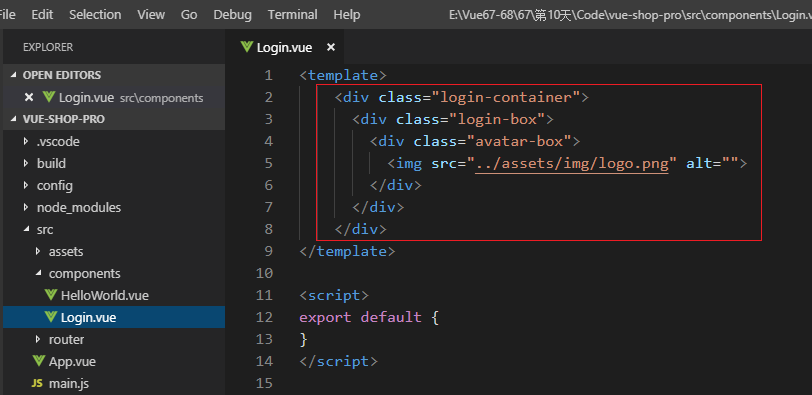 File Edit Selection View Go Debug Terminal Help E:\Vue67-68\67\第10天\Code\vue-shop-pro\src\components\Login.v
EXPLORER
OPEN EDITORS
Login.vue src\components
VUE-SHOP-PRO
.vscode
build
config
node_modules
src
assets
components
HelloWorld.vue
Login.vue
router
App.vue
JS main.js
Login.vue
1 <template>
2 <div class="login-container">
3 <div class="login-box">
4 <div class="avatar-box">
5 <img src="../assets/img/logo.png" alt="">
6 </div>
7 </div>
8 </div>
9 </template>
10
11 <script>
12 export default {
13 }
14 </script>
15